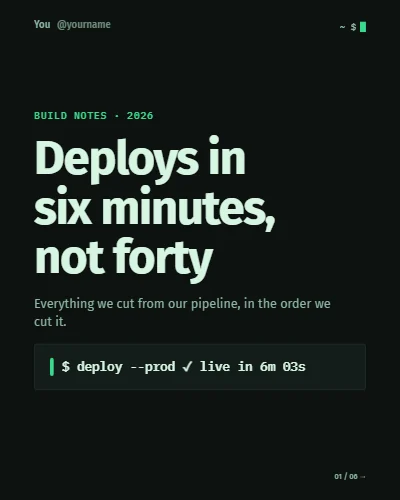 You @yourname
~ $
BUILD NOTES · 2026
Deploys in
six minutes,
not forty
Everything we cut from our pipeline, in the order we
cut it.
$ deploy --prod ✓ live in 6m 03s
01 / 06 →